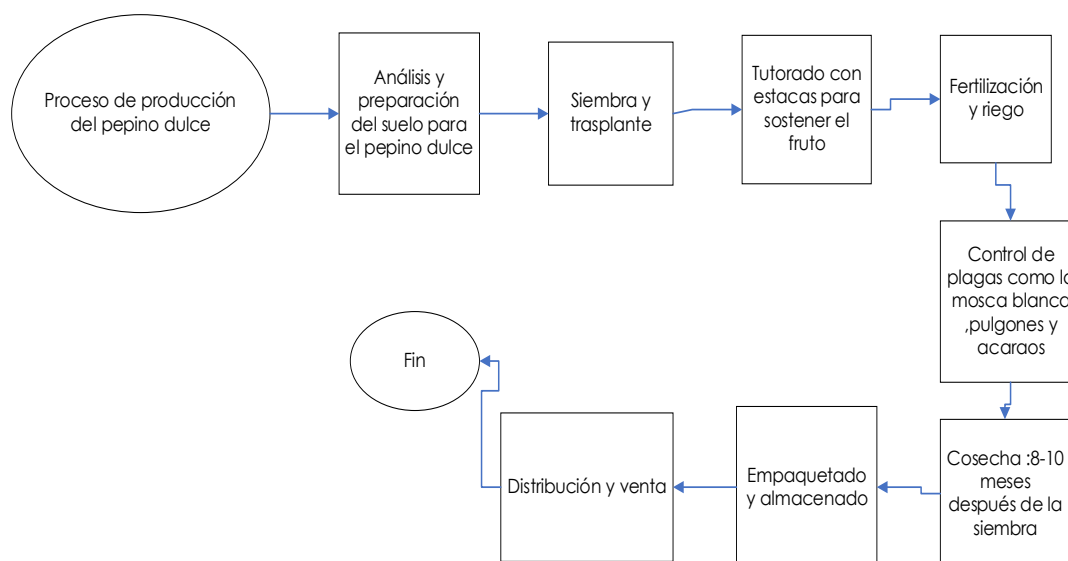 Proceso de producción
del pepino dulce
Análisis y
preparación
del suelo para
el pepino dulce
Siembra y
trasplante
Tutorado con
estacas para
sostener el
fruto
Fertilización
y riego
Control de
plagas como la
mosca blanca
,pulgones y
acaraos
Cosecha :8-10
meses
después de la
siembra
Empaquetado
y almacenado
Distribución y venta
Fin